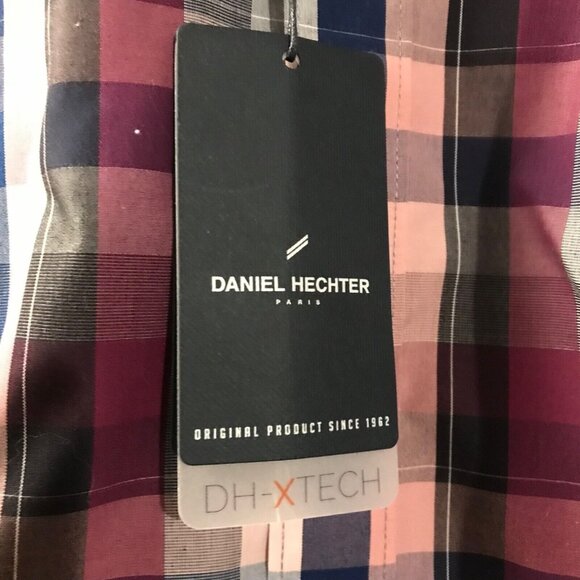 DANIEL HECHTER
PARIS
ORIGINAL PRODUCT SINCE 1962
DH-XTECH